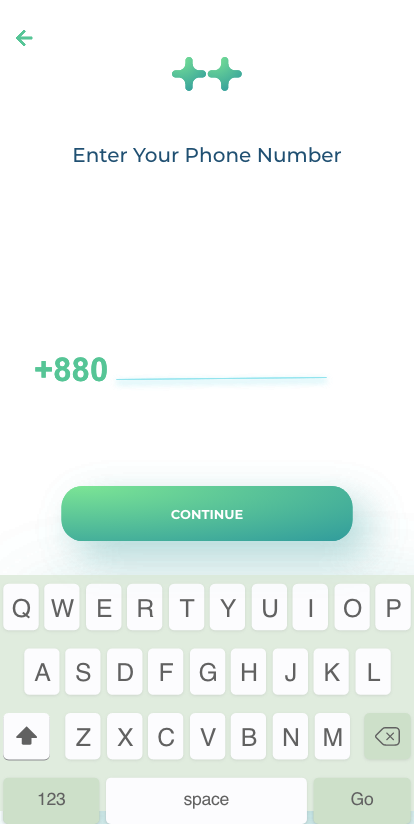 Enter Your Phone Number
+880
CONTINUE
Q W E R T Y U I O P
A S D F G H J K L
Z X C V B N M
123 space Go